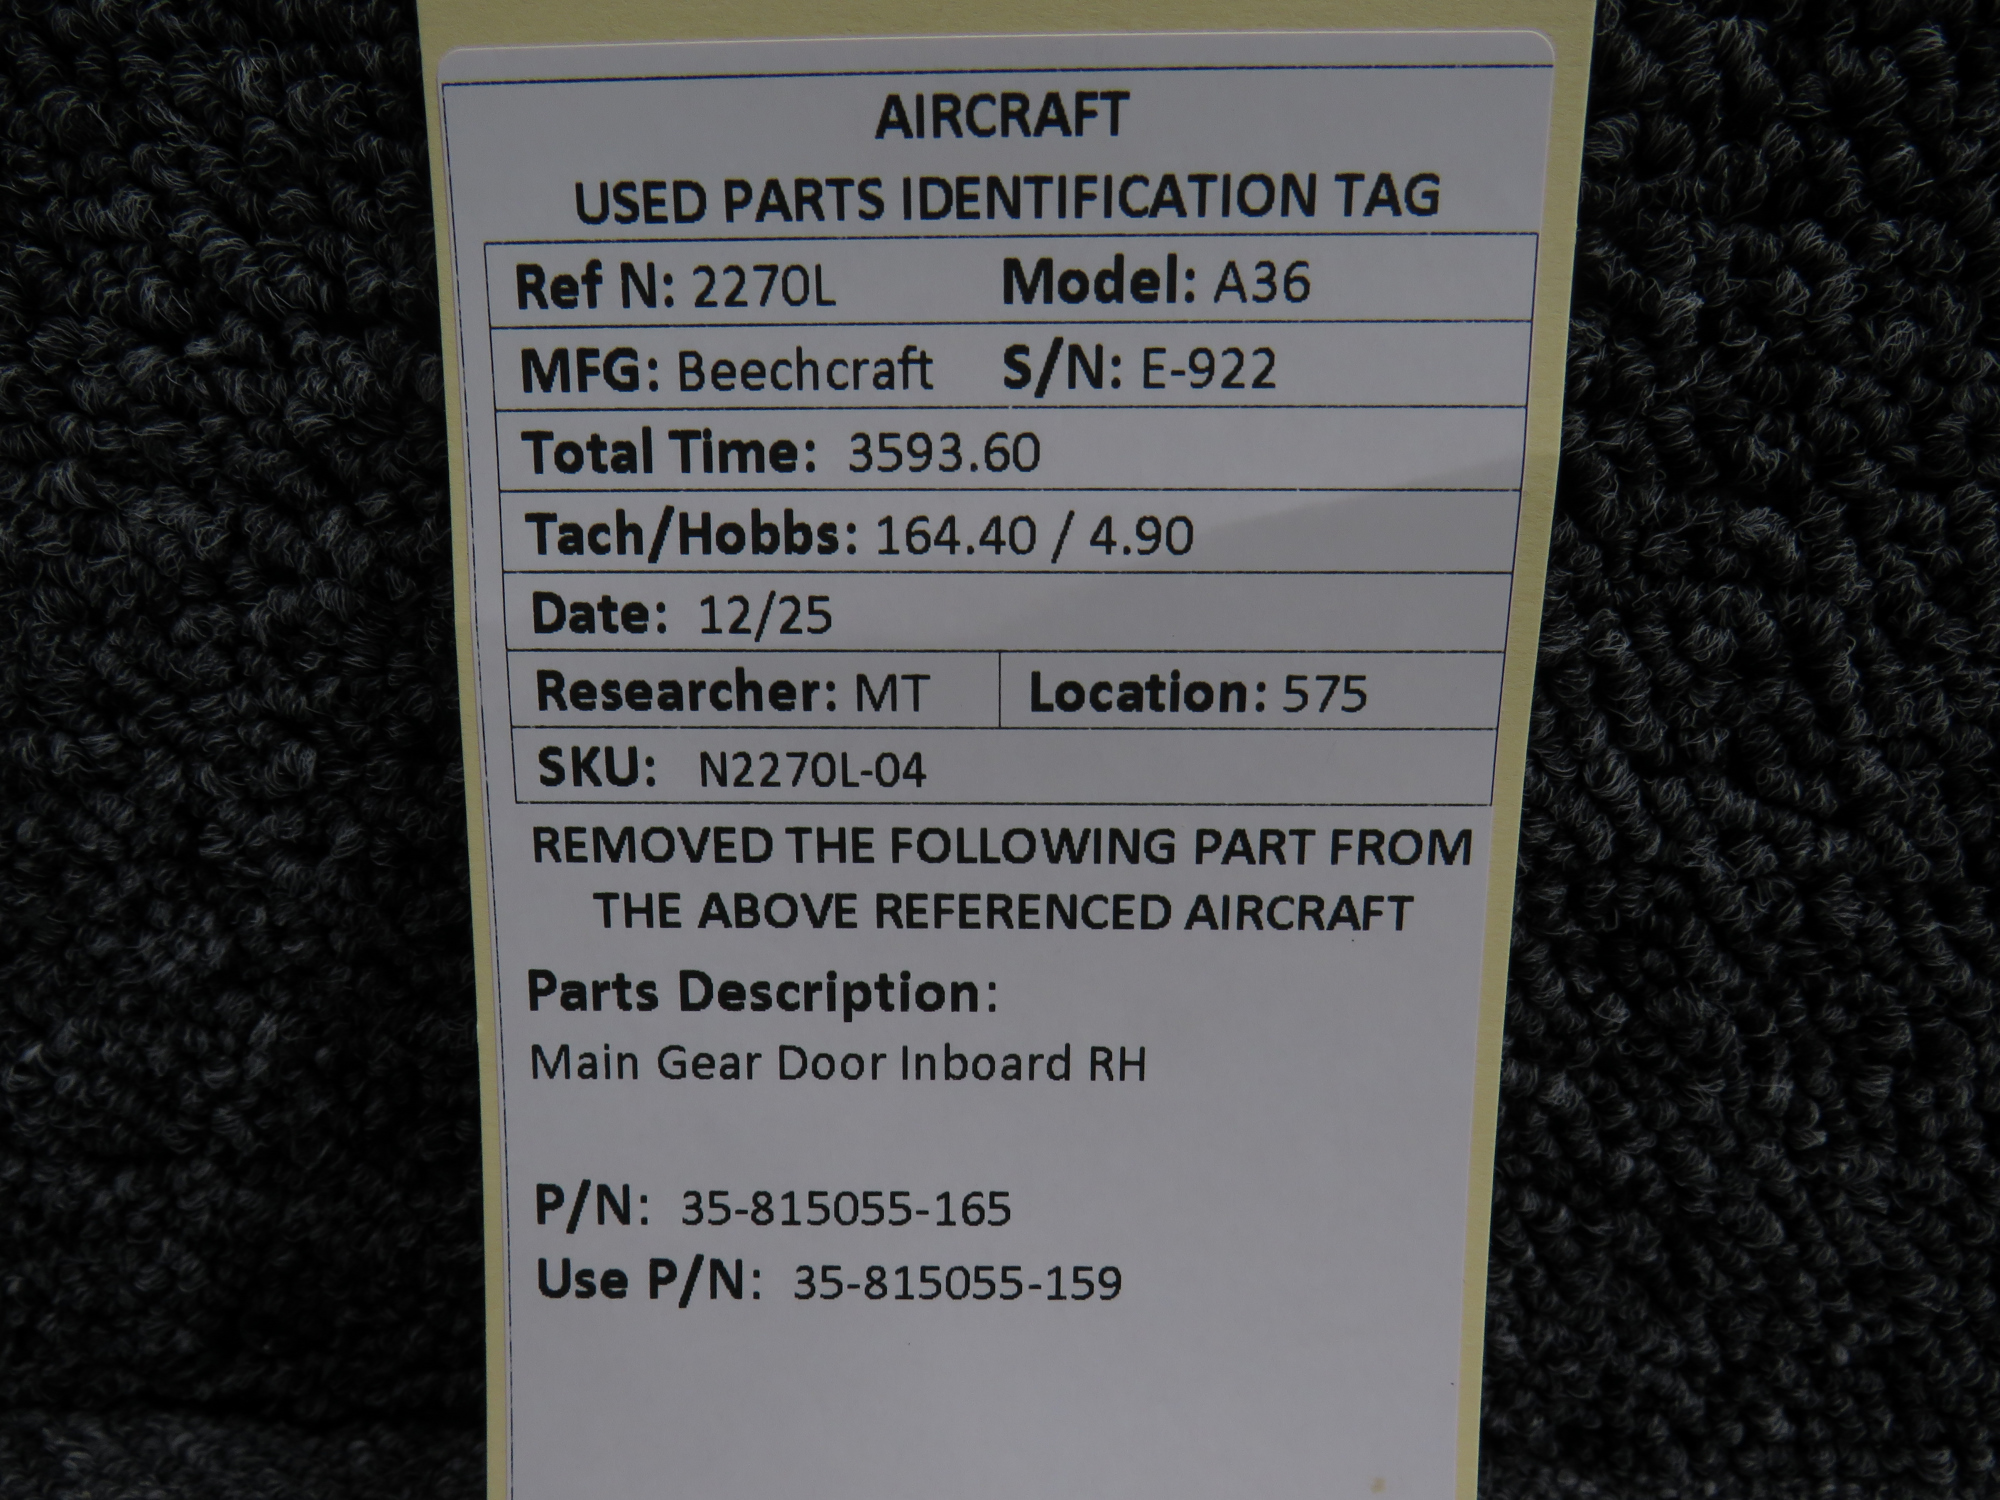 AIRCRAFT
USED PARTS IDENTIFICATION TAG
Ref N: 2270L Model: A36
MFG: Beechcraft S/N: E-922
Total Time: 3593.60
Tach/Hobbs: 164.40 / 4.90
Date: 12/25
Researcher: MT Location: 575
SKU: N2270L-04
REMOVED THE FOLLOWING PART FROM
THE ABOVE REFERENCED AIRCRAFT
Parts Description:
Main Gear Door Inboard RH
P/N: 35-815055-165
Use P/N: 35-815055-159